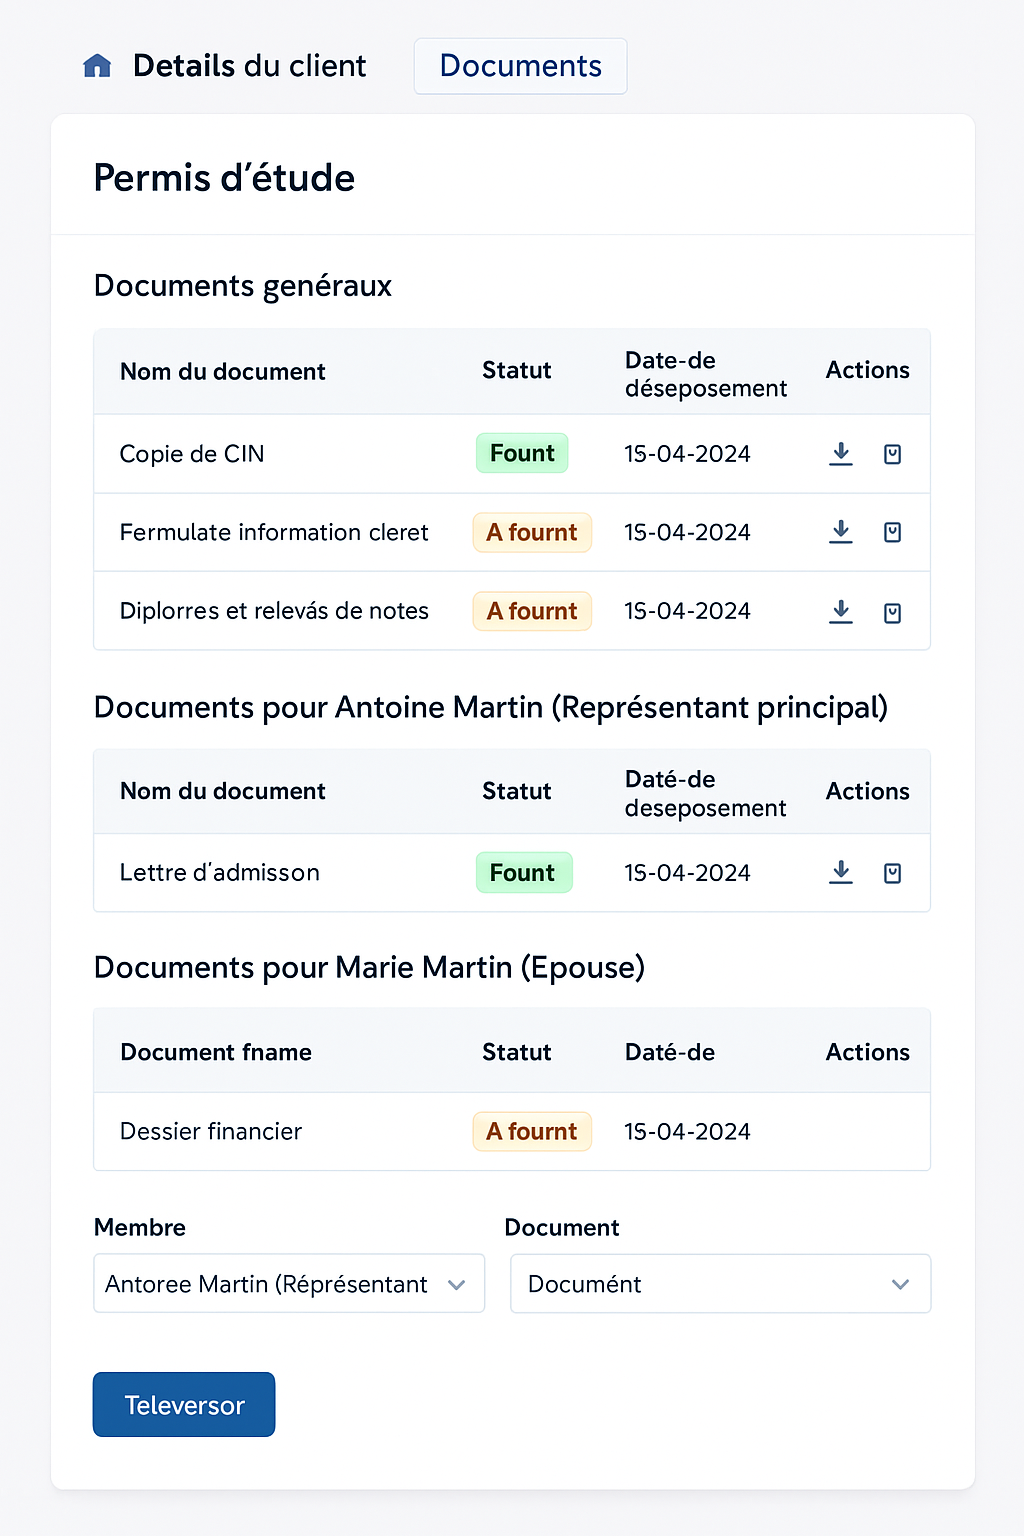 Details du client
Documents
Permis d'étude
Documents genéraux
Nom du document Statut Date-de déseposement Actions
Copie de CIN Fount 15-04-2024
Fermulate information cleret A fournt 15-04-2024
Diplorres et relevás de notes A fournt 15-04-2024
Documents pour Antoine Martin (Représentant principal)
Nom du document Statut Daté-de deseposement Actions
Lettre d'admisson Fount 15-04-2024
Documents pour Marie Martin (Epouse)
Document fname Statut Daté-de Actions
Dessier financier A fournt 15-04-2024
Membre Document
Antoree Martin (Réprésentant Documént
Televersor